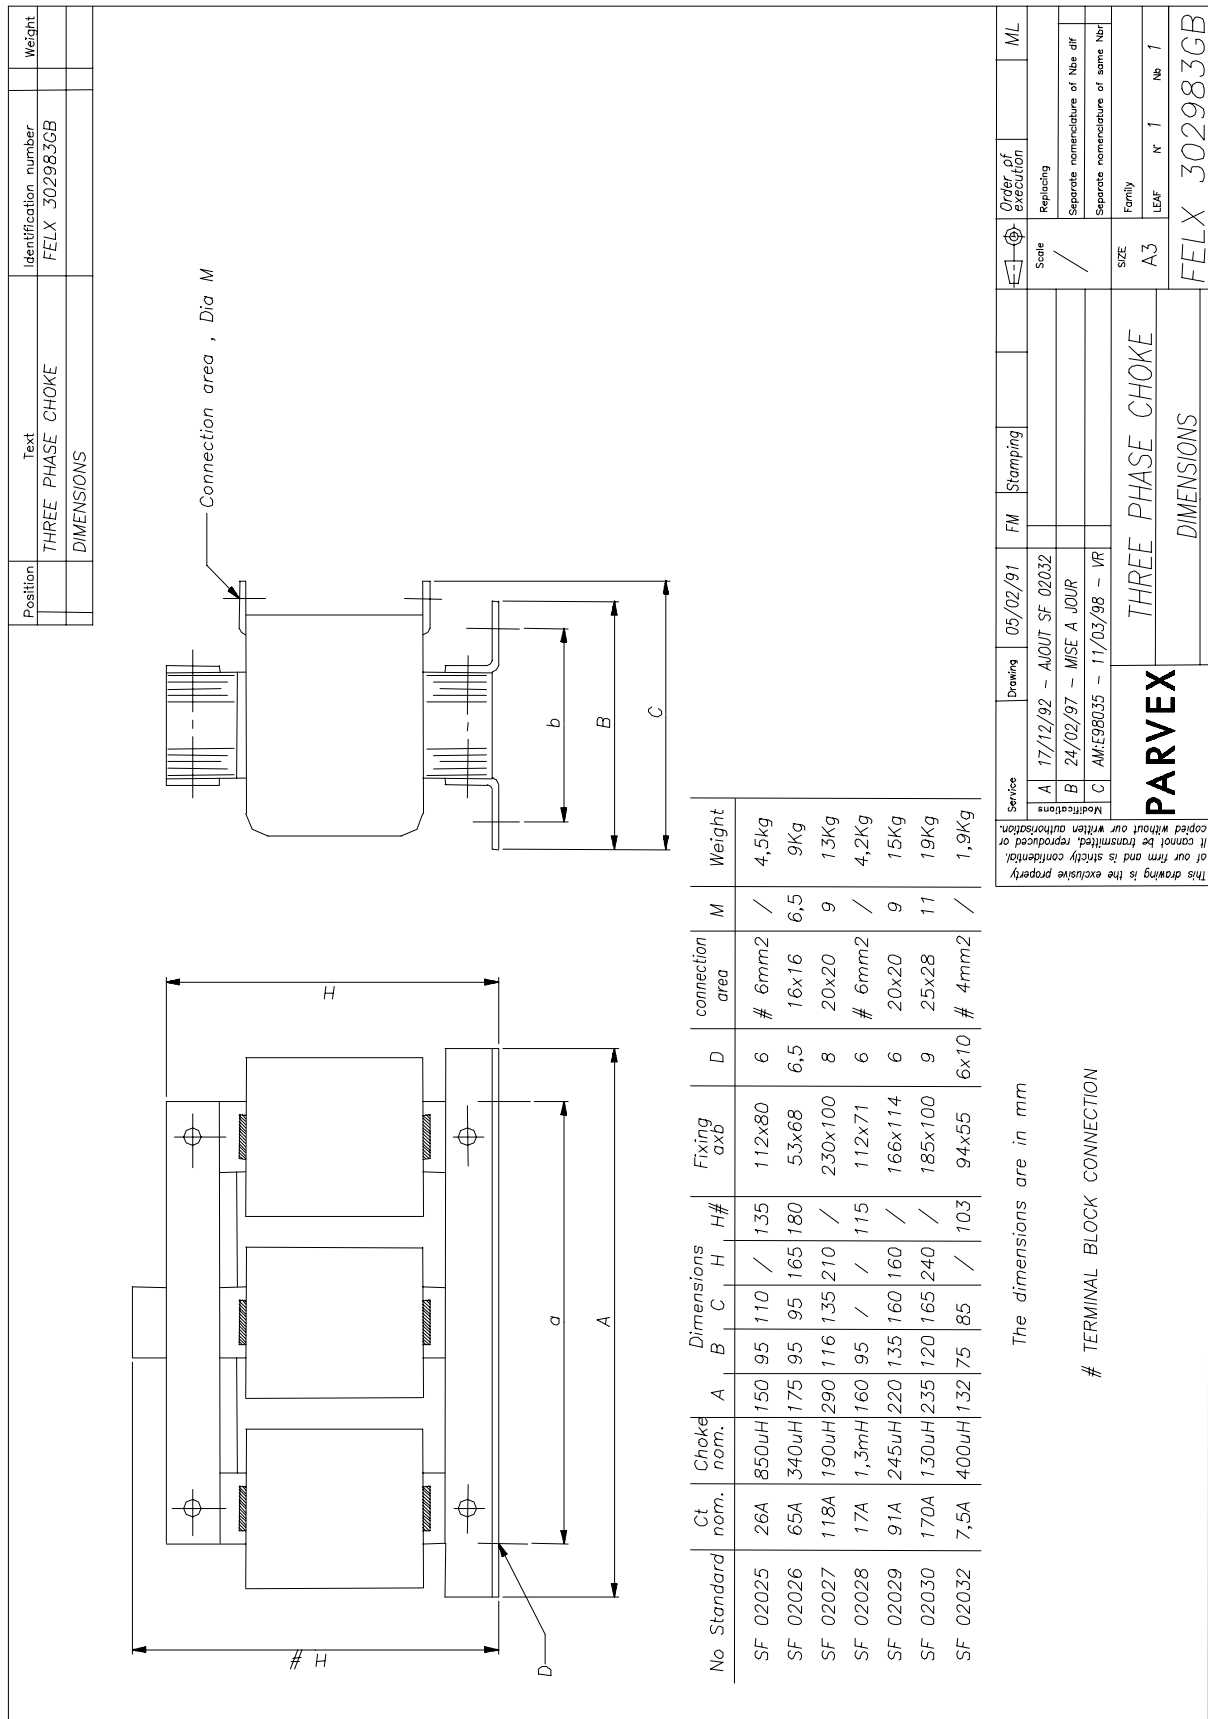 Position Text Identification number Weight
THREE PHASE CHOKE FELX 302983GB
DIMENSIONS
Connection area , Dia M
H
# H
a
A
D
b
B
C
No Standard Ct nom. Choke nom. Dimensions A B C H H# Fixing axb D connection area M Weight
SF 02025 26A 850uH 150 95 110 / 135 112x80 6 # 6mm2 / 4,5Kg
SF 02026 65A 340uH 175 95 95 165 180 53x68 6,5 16x16 6,5 9Kg
SF 02027 118A 190uH 290 116 135 210 / 230x100 8 20x20 9 13Kg
SF 02028 17A 1,3mH 160 95 / / 115 112x71 6 # 6mm2 / 4,2Kg
SF 02029 91A 245uH 220 135 160 160 / 166x114 6 20x20 9 15Kg
SF 02030 170A 130uH 235 120 165 240 / 185x100 9 25x28 11 19Kg
SF 02032 7,5A 400uH 132 75 85 / 103 94x55 6x10 # 4mm2 / 1,9Kg
The dimensions are in mm
# TERMINAL BLOCK CONNECTION
This drawing is the exclusive property
of our firm and is strictly confidential.
It cannot be transmitted, reproduced or
copied without our written authorisation.
Service Drawing 05/02/91 FM Stamping Order of execution ML
Modifications
A 17/12/92 - AJOUT SF 02032
B 24/02/97 - MISE A JOUR
C AM:E98035 - 11/03/98 - VR
Scale
/
Replacing
Separate nomenclature of Nbe dif
Separate nomenclature of same Nbr
PARVEX
THREE PHASE CHOKE
DIMENSIONS
SIZE
A3
Family
LEAF N° 1 Nb 1
FELX 302983GB